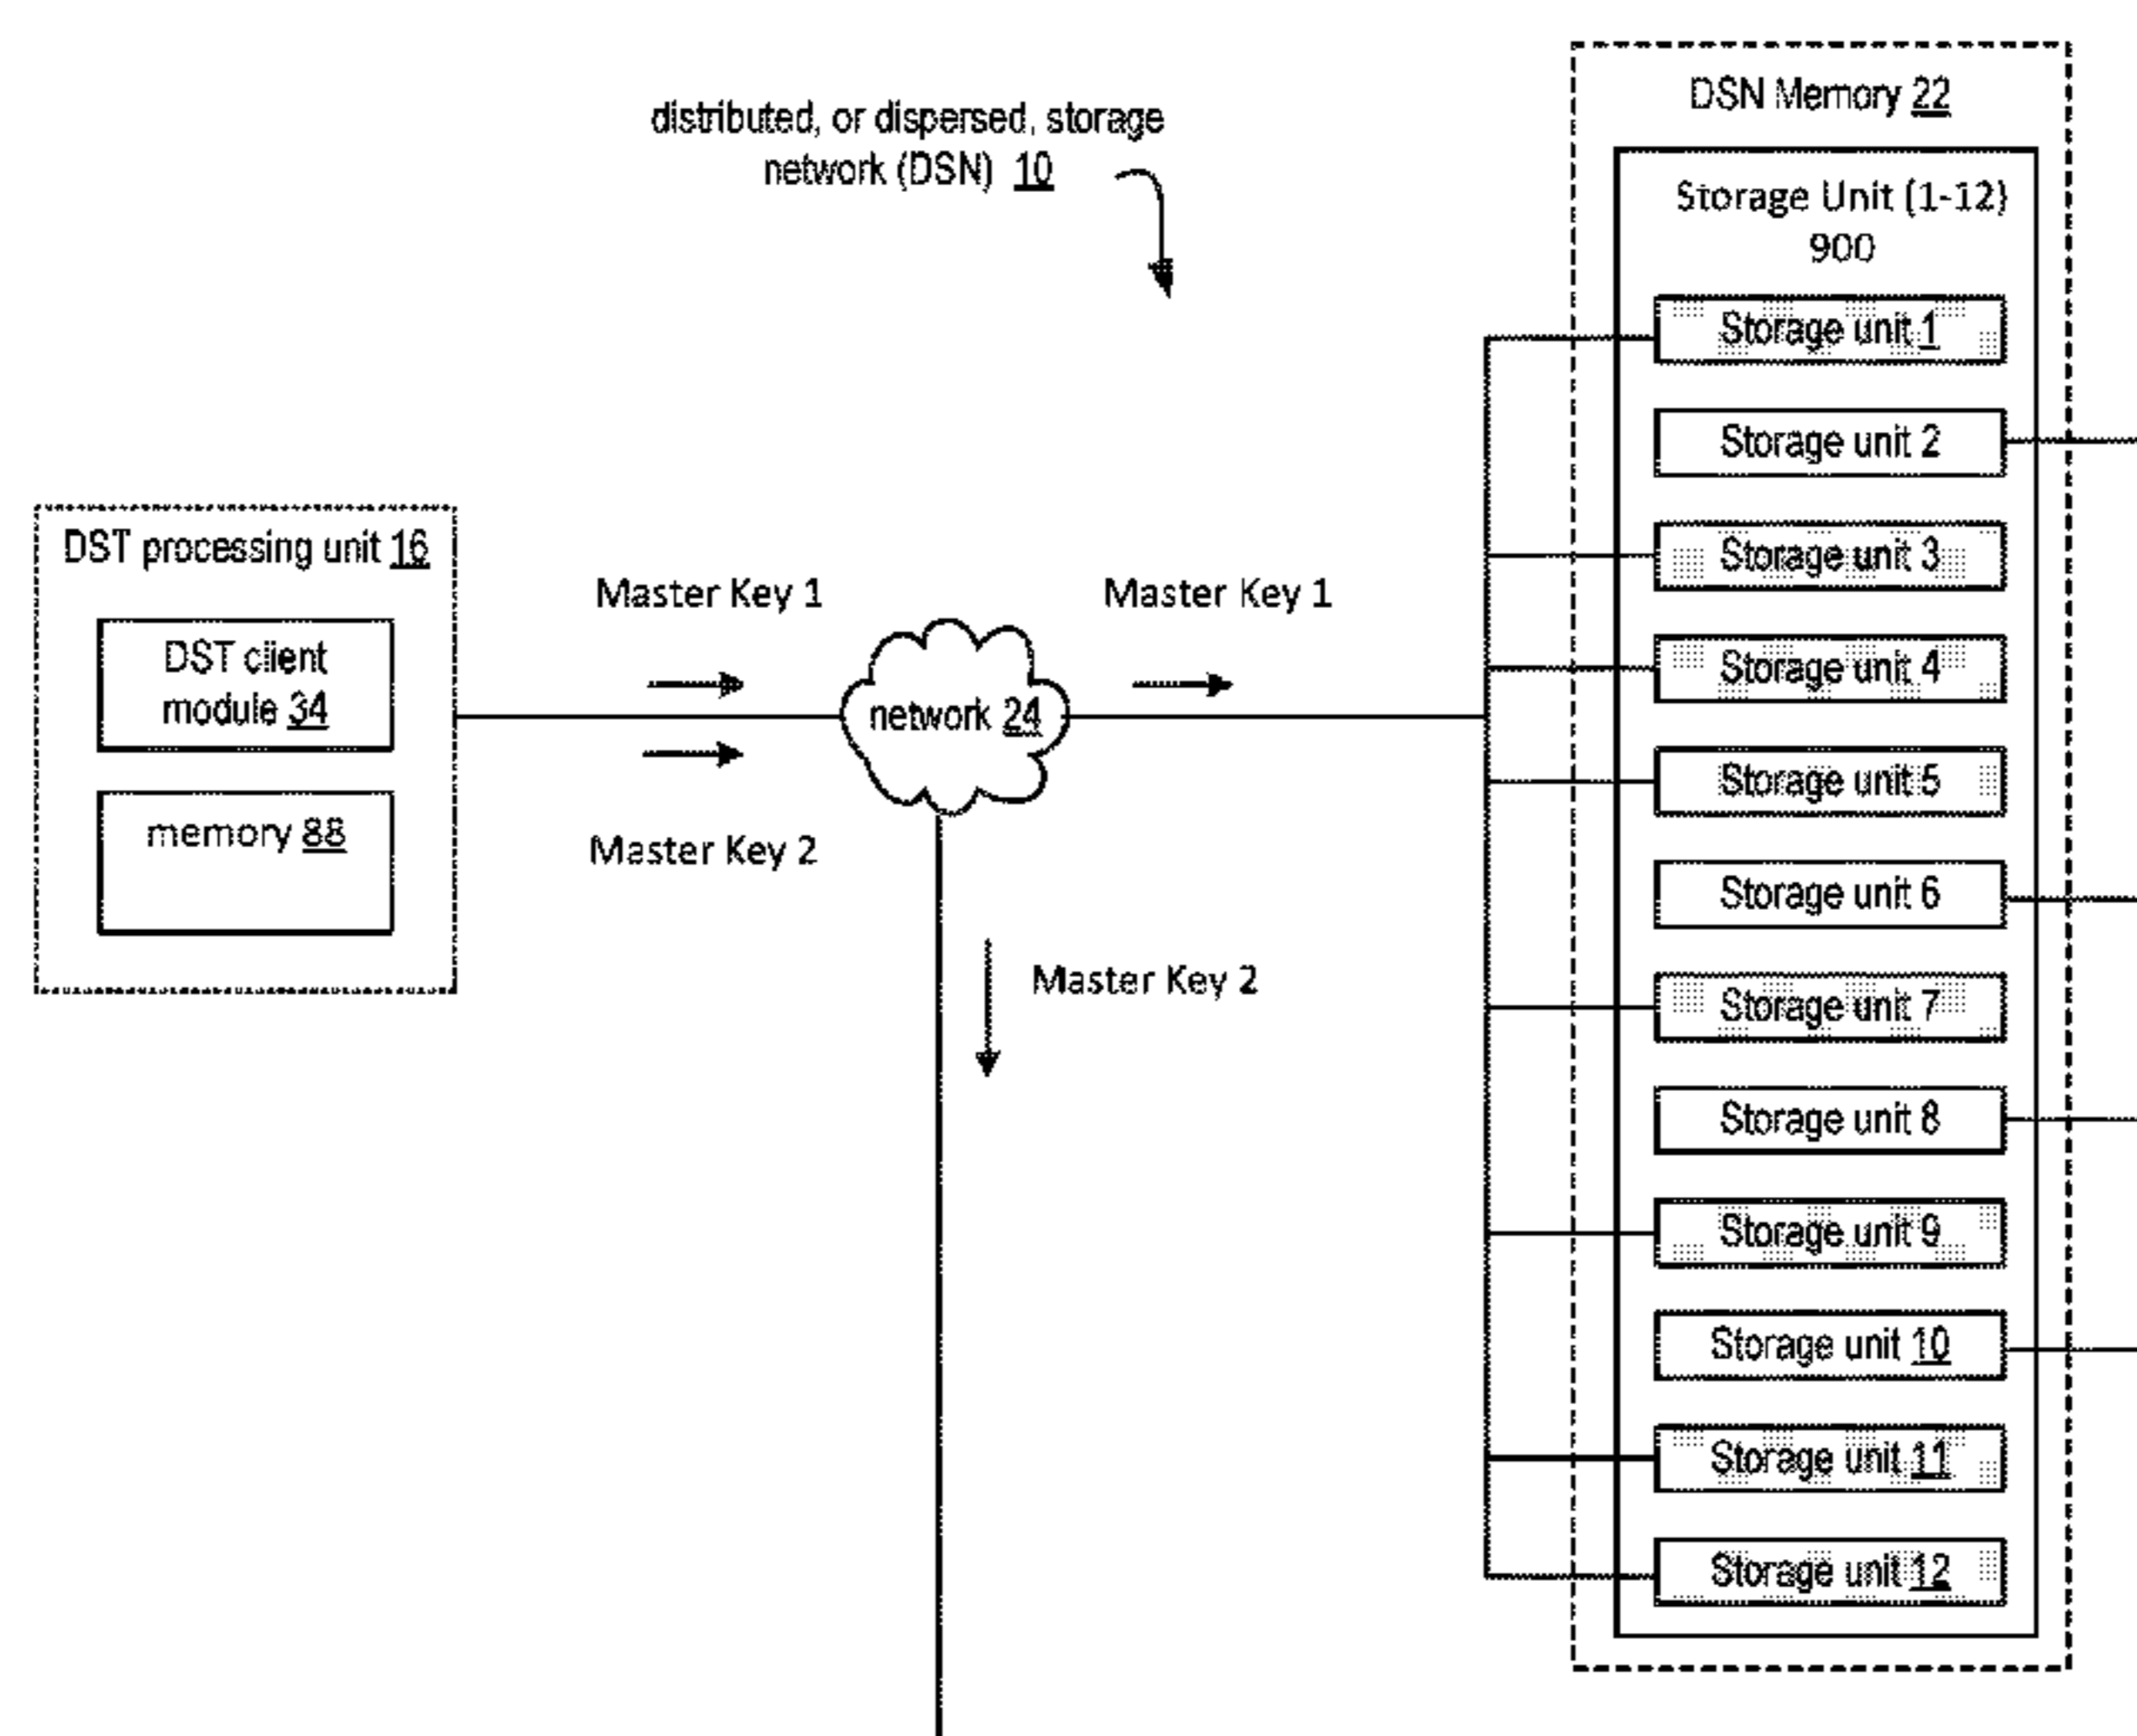 distributed, or dispersed, storage
network (DSN) 10
DSN Memory 22
Storage Unit (1-12)
900
Storage unit 1
Storage unit 2
Storage unit 3
Storage unit 4
Storage unit 5
Storage unit 6
Storage unit 7
Storage unit 8
Storage unit 9
Storage unit 10
Storage unit 11
Storage unit 12
DST processing unit 16
DST client
module 34
memory 88
Master Key 1
Master Key 2
network 24
Master Key 1
Master Key 2